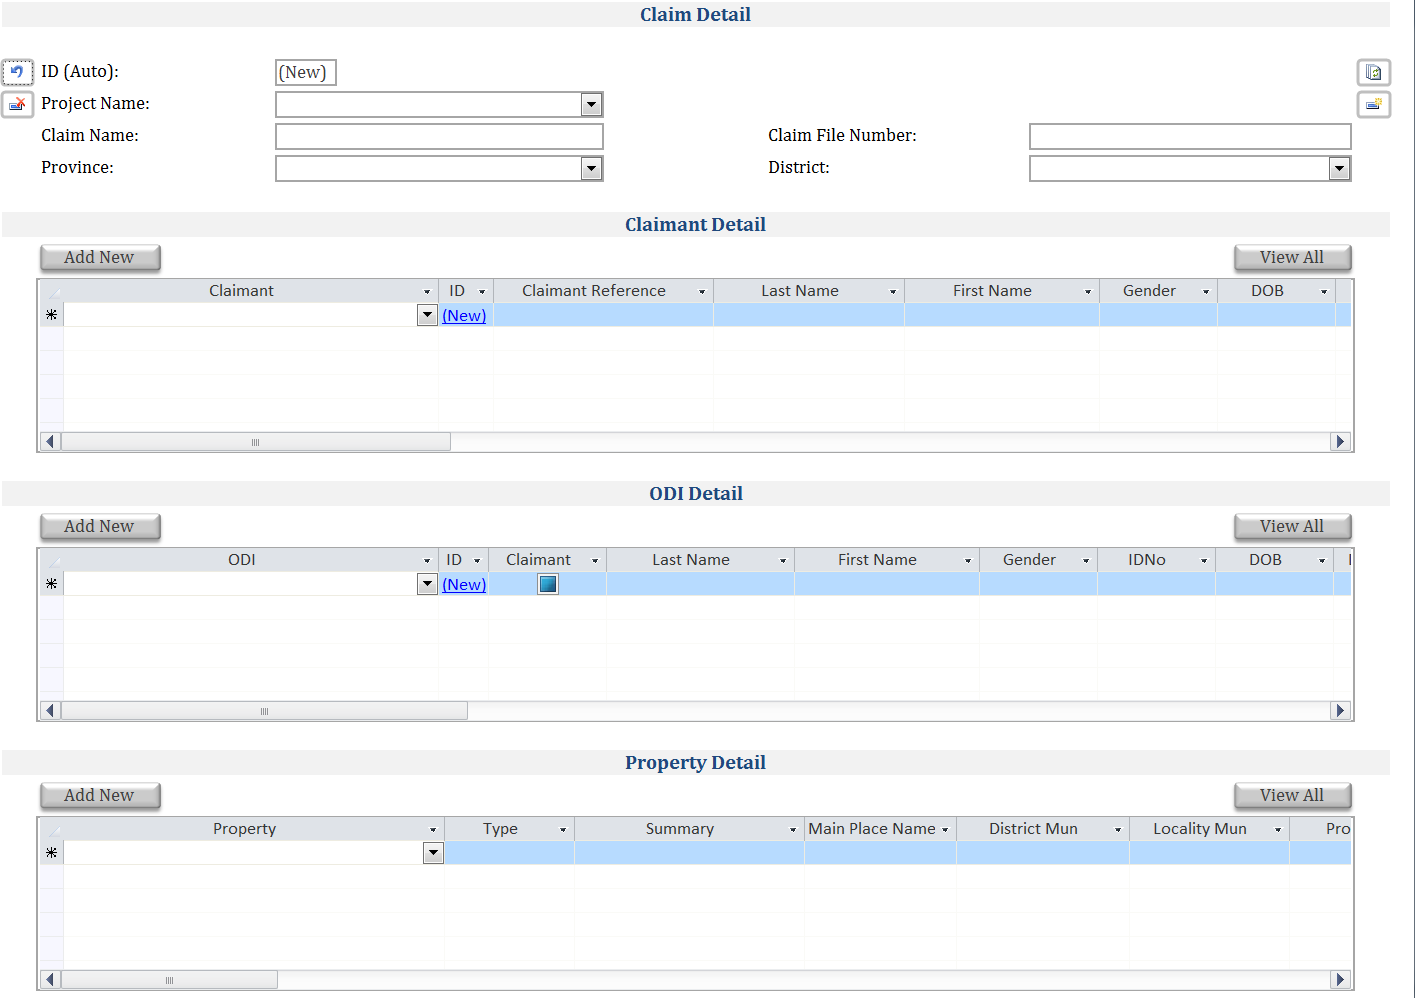 Claim Detail
ID (Auto): (New)
Project Name:
Claim Name: Claim File Number:
Province: District:
Claimant Detail
Add New View All
Claimant ID Claimant Reference Last Name First Name Gender DOB
(New)
ODI Detail
Add New View All
ODI ID Claimant Last Name First Name Gender IDNo DOB
(New)
Property Detail
Add New View All
Property Type Summary Main Place Name District Mun Locality Mun Pro